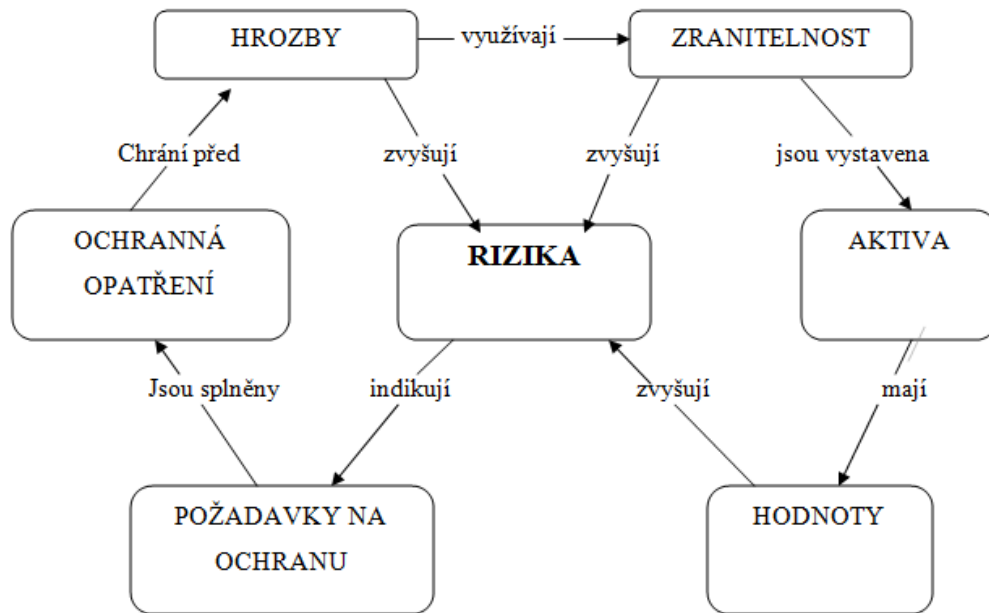 HROZBY
využívají
ZRANITELNOST
Chrání před
zvyšují
zvyšují
jsou vystavena
OCHRANNÁ
OPATŘENÍ
RIZIKA
AKTIVA
Jsou splněny
indikují
zvyšují
mají
POŽADAVKY NA
OCHRANU
HODNOTY